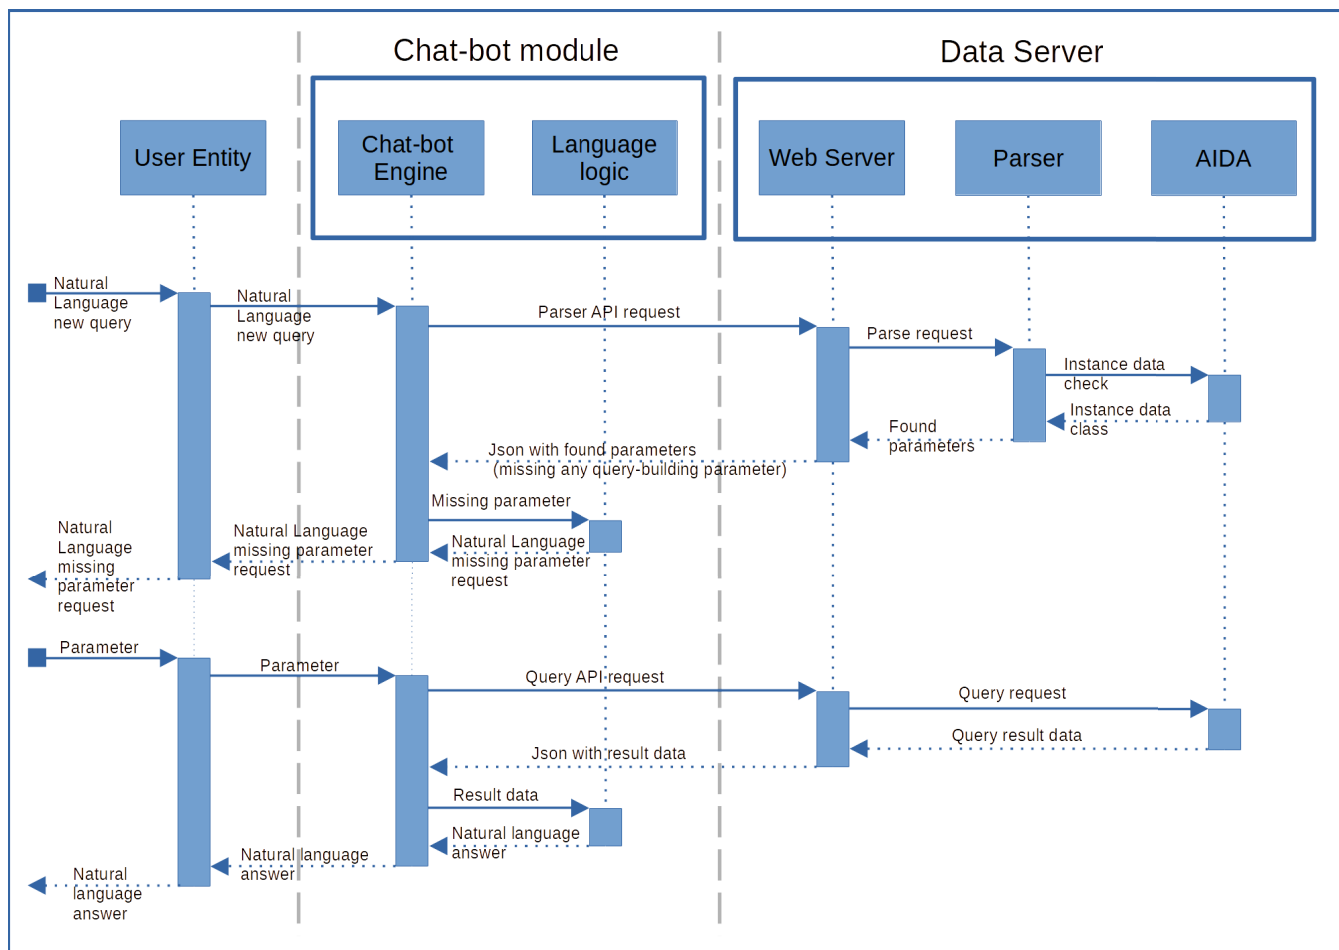 Chat-bot module
Data Server
User Entity
Chat-bot
Engine
Language
logic
Web Server
Parser
AIDA
Natural
Language
new query
Natural
Language
new query
Parser API request
Parse request
Instance data
check
Instance data
class
Found
parameters
Json with found parameters
(missing any query-building parameter)
Missing parameter
Natural Language
missing parameter
request
Natural Language
missing parameter
request
Natural
Language
missing
parameter
request
Parameter
Parameter
Query API request
Query request
Query result data
Json with result data
Result data
Natural language
answer
Natural language
answer
Natural
language
answer